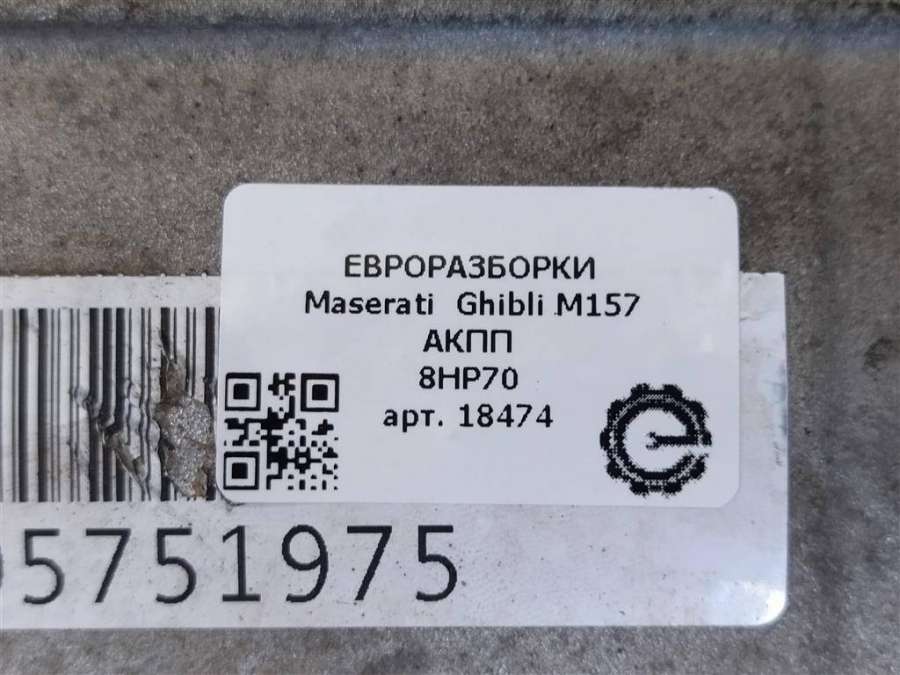 ЕВРОРАЗБОРКИ
Maserati Ghibli M157
АКПП
8HP70
арт. 18474
5751975